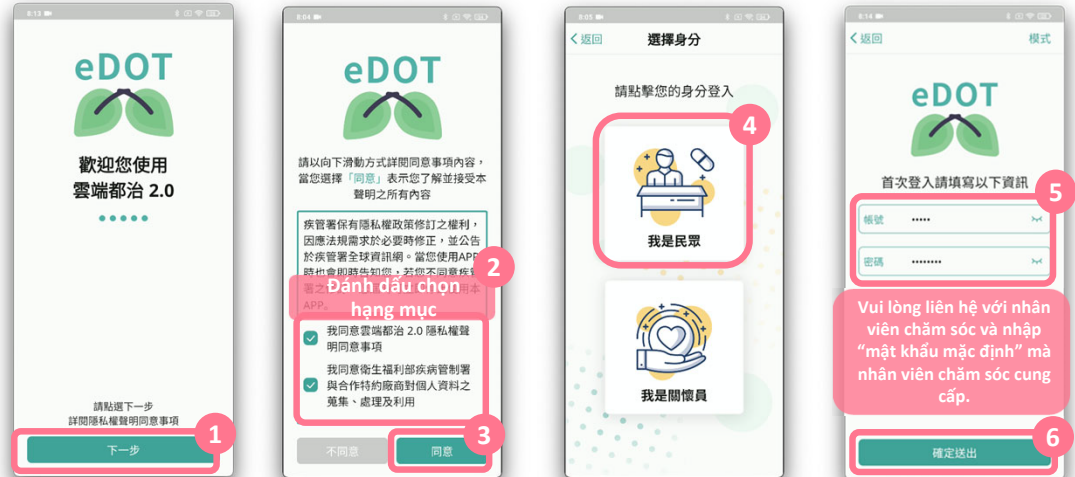 8:13
eDOT
歡迎您使用
雲端都治 2.0
請點選下一步
詳閱隱私權聲明同意事項
下一步
1
8:04
eDOT
請以向下滑動方式詳閱同意事項內容，
當您選擇「同意」表示您了解並接受本
聲明之所有內容
疾管署保有隱私權政策修訂之權利，
因應法規需求於必要時修正，並公告
於疾管署全球資訊網。當您使用APP
時也會即時告知您，若您不同意疾管
APP。
2
Đánh dấu chọn
hạng mục
我同意雲端都治 2.0 隱私權聲
明同意事項
我同意衛生福利部疾病管制署
與合作特約廠商對個人資料之
蒐集、處理及利用
不同意
同意
3
8:05
返回
選擇身分
請點擊您的身分登入
4
我是民眾
我是關懷員
8:14
返回
模式
eDOT
首次登入請填寫以下資訊
5
帳號
密碼
Vui lòng liên hệ với nhân
viên chăm sóc và nhập
“mật khẩu mặc định” mà
nhân viên chăm sóc cung
cấp.
確定送出
6